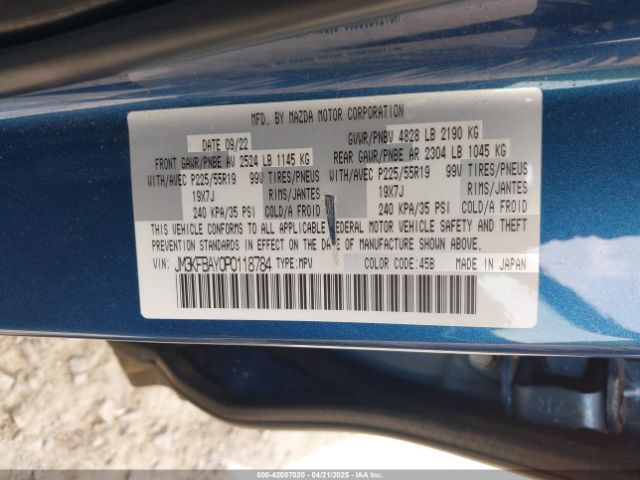 MFD. BY MAZDA MOTOR CORPORATION
DATE 09/22 GVWR/PNBV 4828 LB 2190 KG
FRONT GAWR/PNBE AV 2524 LB 1145 KG REAR GAWR/PNBE AR 2304 LB 1045 KG
WITH/AVEC P225/55R19 99V TIRES/PNEUS WITH/AVEC P225/55R19 99V TIRES/PNEUS
19X7J RIMS/JANTES 19X7J RIMS/JANTES
240 KPA/35 PSI COLD/A FROID 240 KPA/35 PSI COLD/A FROID
THIS VEHICLE CONFORMS TO ALL APPLICABLE FEDERAL MOTOR VEHICLE SAFETY AND THEFT
PREVENTION STANDARDS IN EFFECT ON THE DATE OF MANUFACTURE SHOWN ABOVE.
VIN: JM3KFBAY0P0118784 TYPE: MPV COLOR CODE: 45B MADE IN JAPAN
000-42087020 - 04/21/2025 - IAAI.COM